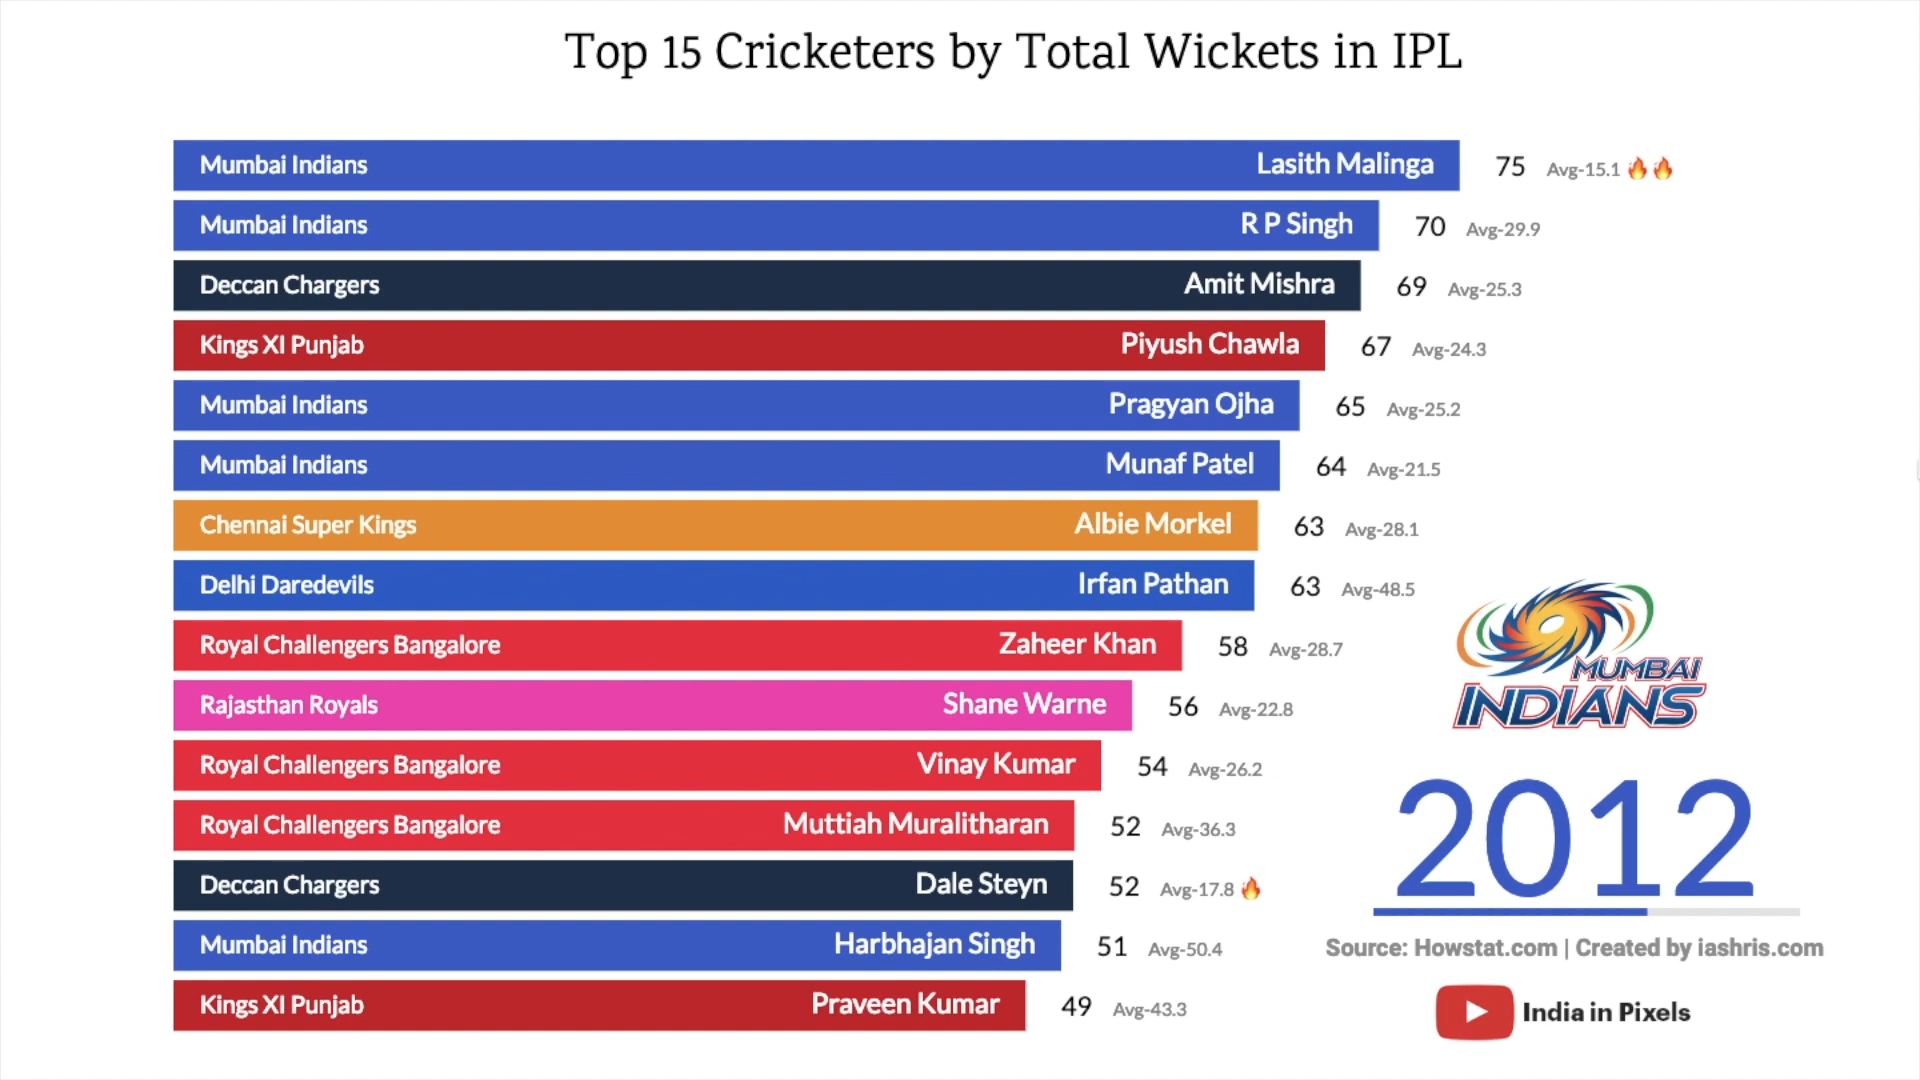 Top 15 Cricketers by Total Wickets in IPL
Mumbai Indians Lasith Malinga 75 Avg-15.1 🔥🔥
Mumbai Indians R P Singh 70 Avg-29.9
Deccan Chargers Amit Mishra 69 Avg-25.3
Kings XI Punjab Piyush Chawla 67 Avg-24.3
Mumbai Indians Pragyan Ojha 65 Avg-25.2
Mumbai Indians Munaf Patel 64 Avg-21.5
Chennai Super Kings Albie Morkel 63 Avg-28.1
Delhi Daredevils Irfan Pathan 63 Avg-48.5
Royal Challengers Bangalore Zaheer Khan 58 Avg-28.7
Rajasthan Royals Shane Warne 56 Avg-22.8
Royal Challengers Bangalore Vinay Kumar 54 Avg-26.2
Royal Challengers Bangalore Muttiah Muralitharan 52 Avg-36.3
Deccan Chargers Dale Steyn 52 Avg-17.8 🔥
Mumbai Indians Harbhajan Singh 51 Avg-50.4
Kings XI Punjab Praveen Kumar 49 Avg-43.3
MUMBAI
INDIANS
2012
Source: Howstat.com | Created by iashris.com
India in Pixels